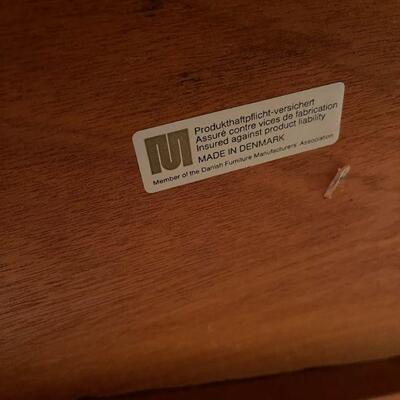 Produkthaftpflicht-versichert
Assuré contre vices de fabrication
Insured against product liability
MADE IN DENMARK
Member of the Danish Furniture Manufacturers' Association